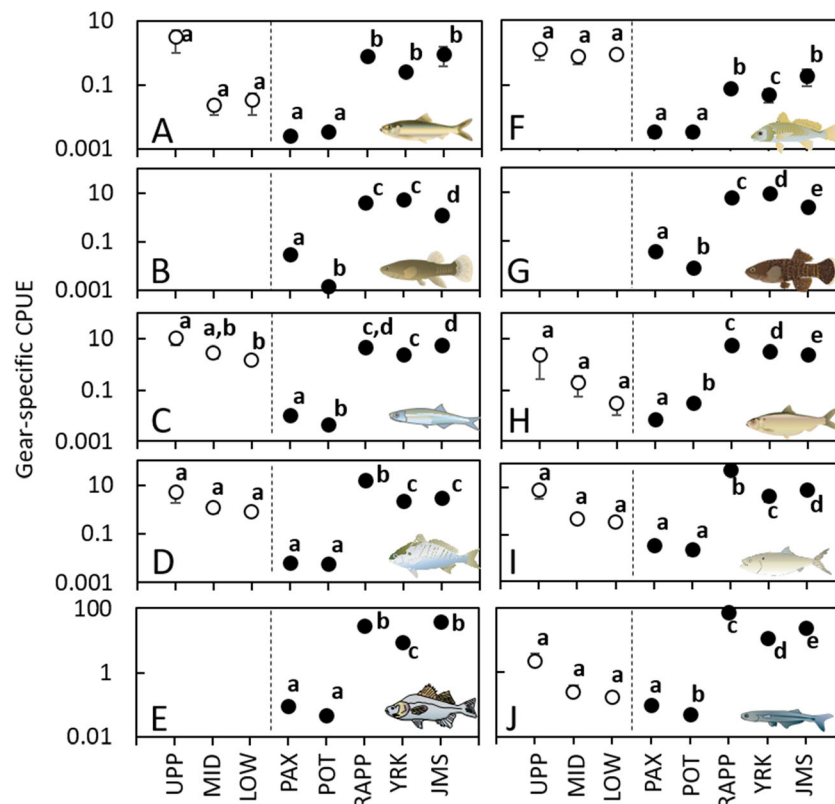 Gear-specific CPUE
10
0.1
0.001
A
a
a
a
a
a
b
b
b
F
a
a
a
a
a
b
c
b
10
0.1
0.001
B
a
b
c
c
d
G
a
b
c
d
e
10
0.1
0.001
C
a
a,b
b
a
b
c,d
c
d
H
a
a
a
a
b
c
d
e
10
0.1
0.001
D
a
a
a
a
a
b
c
c
I
a
a
a
a
a
b
c
d
100
1
0.01
E
a
a
b
c
b
J
a
a
a
a
b
c
d
e
UPP
MID
LOW
PAX
POT
RAPP
YRK
JMS
UPP
MID
LOW
PAX
POT
RAPP
YRK
JMS